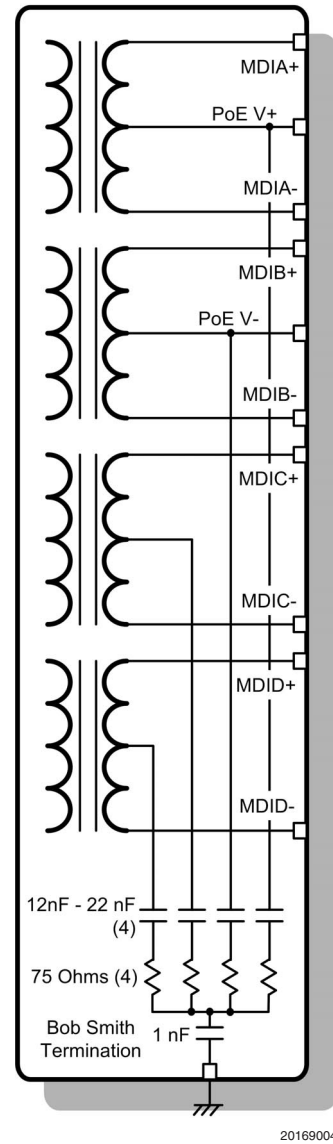 MDIA+
PoE V+
MDIA-
MDIB+
PoE V-
MDIB-
MDIC+
MDIC-
MDID+
MDID-
12nF - 22 nF
(4)
75 Ohms (4)
Bob Smith
Termination
1 nF
20169004